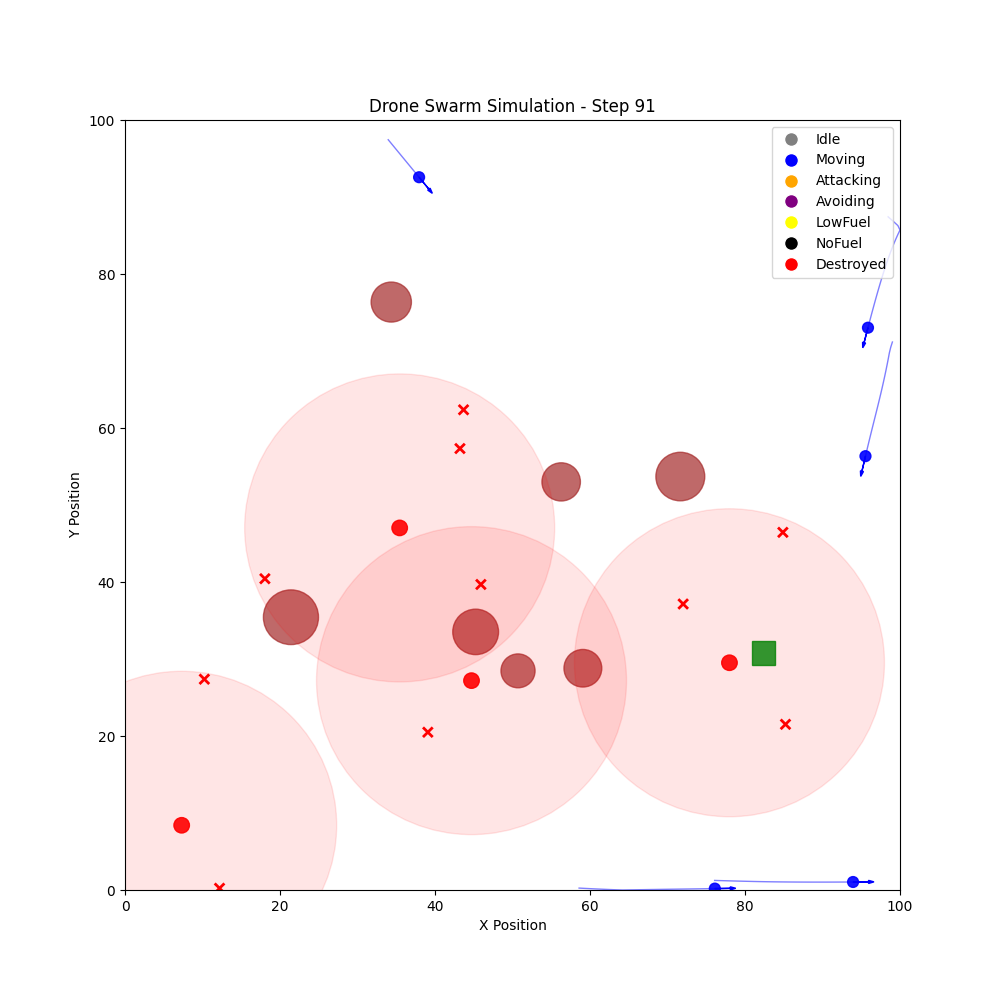 Drone Swarm Simulation - Step 91
100
80
60
40
20
0
Y Position
Idle
Moving
Attacking
Avoiding
LowFuel
NoFuel
Destroyed
0 20 40 60 80 100
X Position